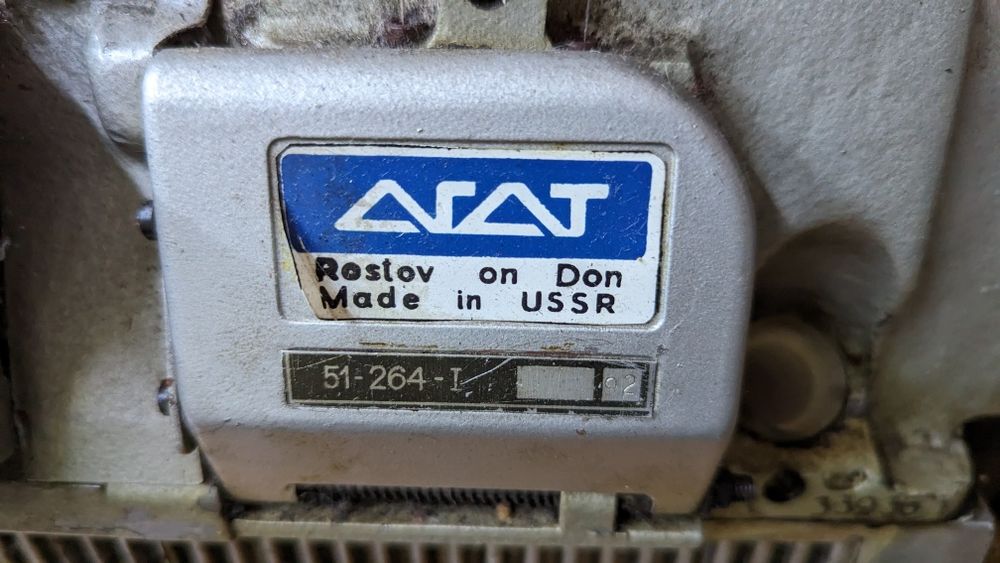 АГАТ
Rostov on Don
Made in USSR
51-264-I